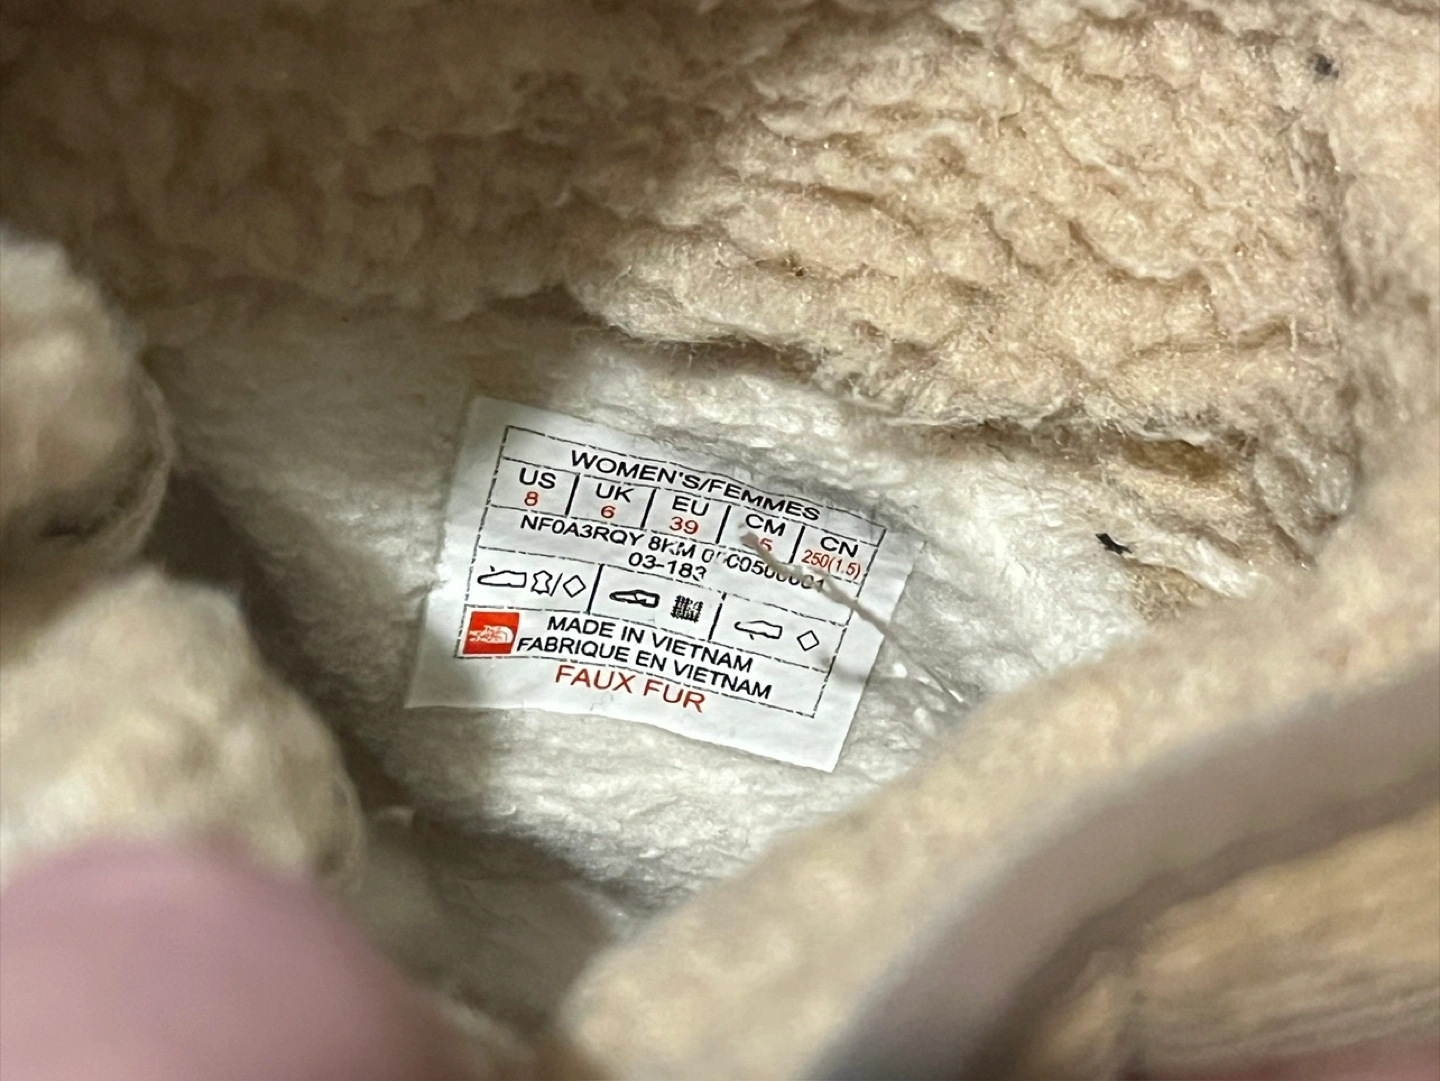 WOMEN'S/FEMMES
US UK EU CM CN
8 6 39 250(1.5)
NF0A3RQY 8KM
03-183
MADE IN VIETNAM
FABRIQUE EN VIETNAM
FAUX FUR